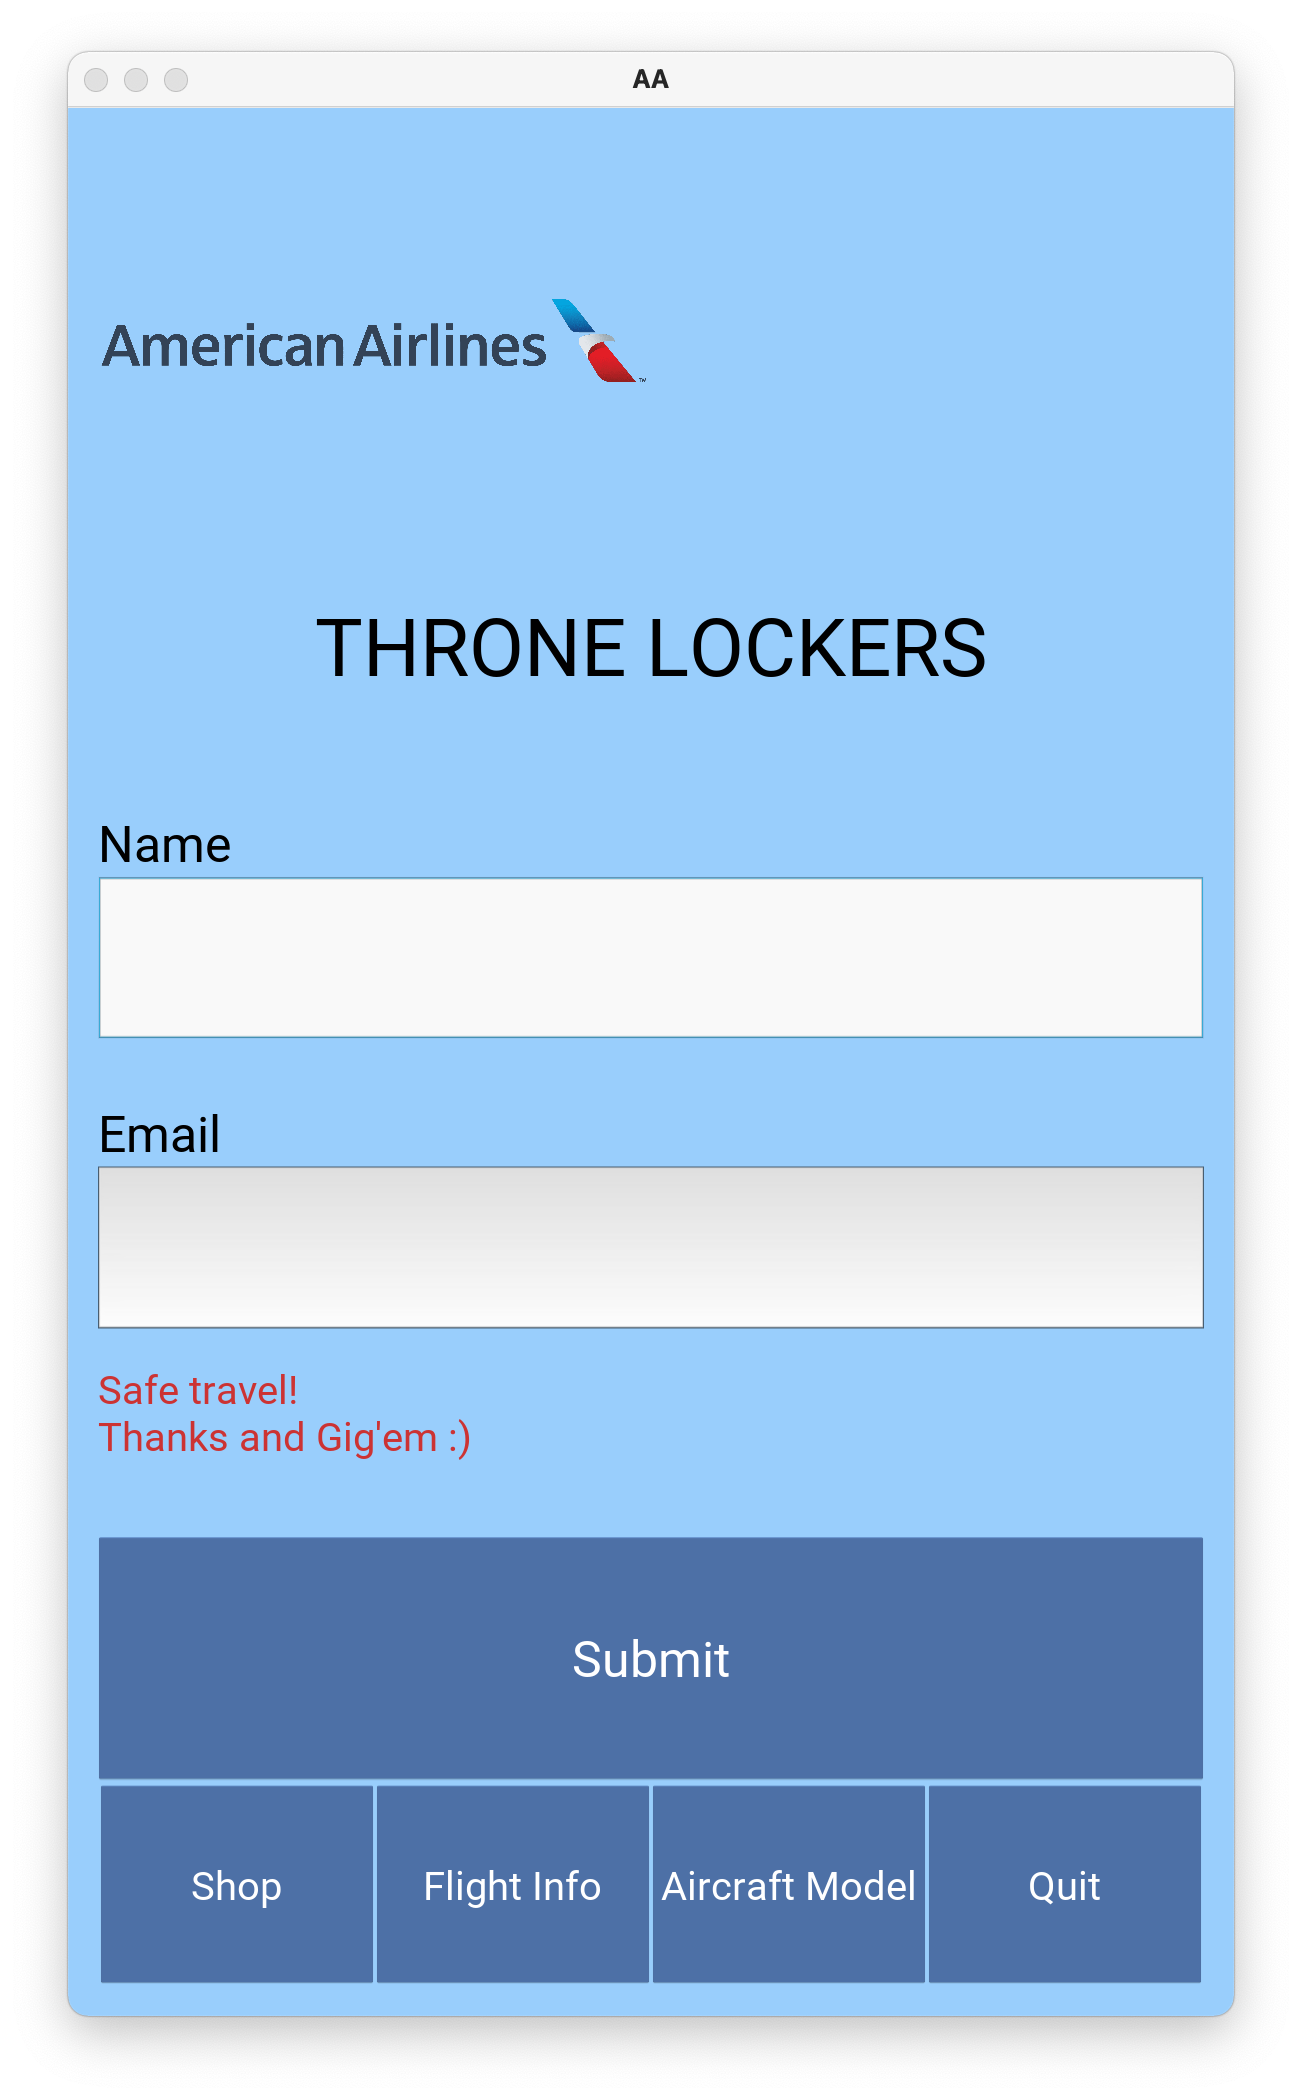 AA
American Airlines
™
THRONE LOCKERS
Name
Email
Safe travel!
Thanks and Gig'em :)
Submit
Shop Flight Info Aircraft Model Quit